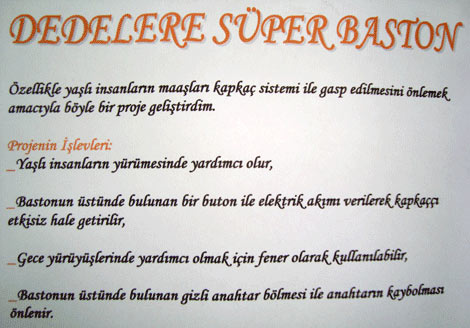 DEDELERE SÜPER BASTON
Özellikle yaşlı insanların maaşları kapkaç sistemi ile gasp edilmesini önlemek
amacıyla böyle bir proje geliştirdim.
Projenin İşlevleri:
_Yaşlı insanların yürümesinde yardımcı olur,
_Bastonun üstünde bulunan bir buton ile elektrik akımı verilerek kapkaççı
etkisiz hale getirilir,
_Gece yürüyüşlerinde yardımcı olmak için fener olarak kullanılabilir,
_Bastonun üstünde bulunan gizli anahtar bölmesi ile anahtarın kaybolması
önlenir.